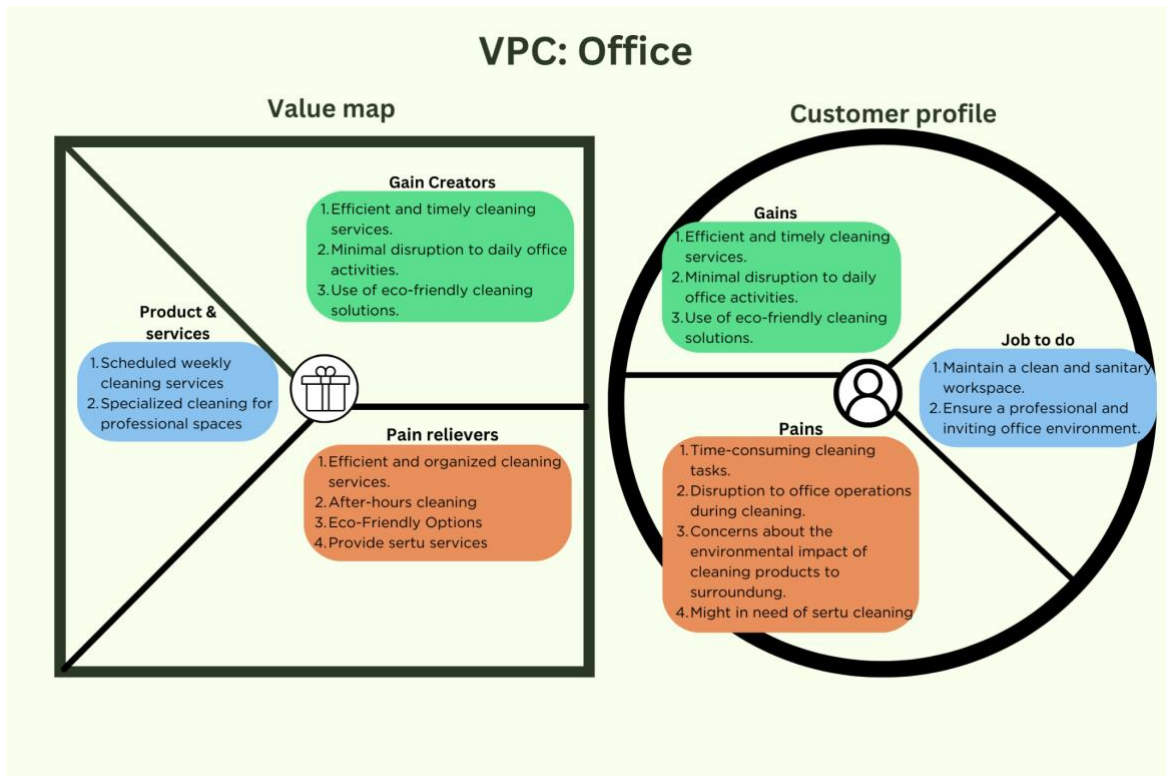 VPC: Office
Value map
Gain Creators
1. Efficient and timely cleaning
services.
2. Minimal disruption to daily office
activities.
3. Use of eco-friendly cleaning
solutions.
Product &
services
1. Scheduled weekly
cleaning services
2. Specialized cleaning for
professional spaces
Pain relievers
1. Efficient and organized cleaning
services.
2. After-hours cleaning
3. Eco-Friendly Options
4. Provide sertu services
Customer profile
Gains
1. Efficient and timely cleaning
services.
2. Minimal disruption to daily
office activities.
3. Use of eco-friendly cleaning
solutions.
Job to do
1. Maintain a clean and sanitary
workspace.
2. Ensure a professional and
inviting office environment.
Pains
1. Time-consuming cleaning
tasks.
2. Disruption to office operations
during cleaning.
3. Concerns about the
environmental impact of
cleaning products to
surroundung.
4. Might in need of sertu cleaning